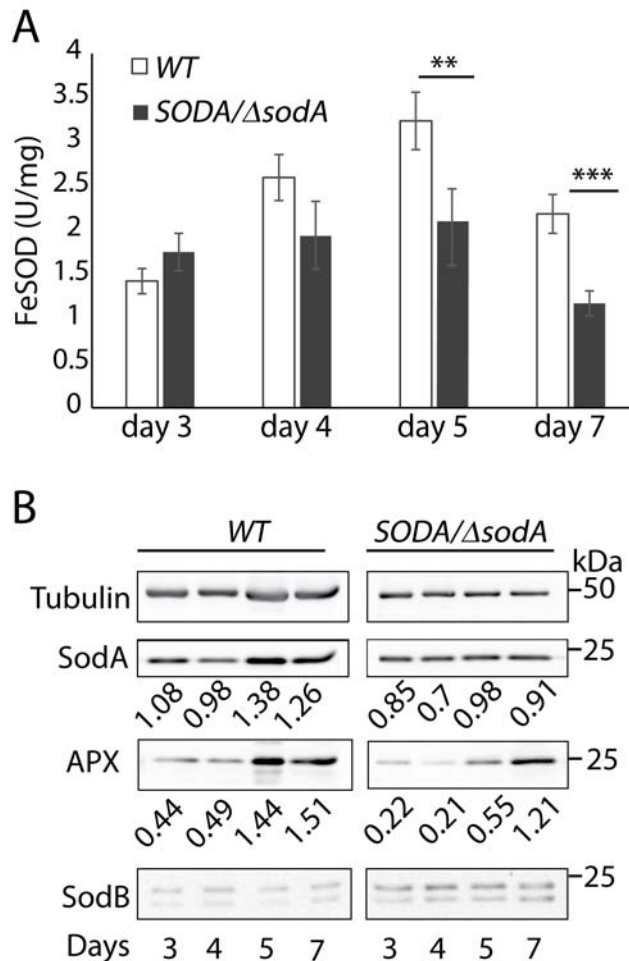 A
4
3.5
3
2.5
2
1.5
1
0.5
0
FeSOD (U/mg)
WT
SODA/ΔsodA
**
***
day 3 day 4 day 5 day 7
B
WT SODA/ΔsodA
kDa
Tubulin 50
SodA 25
1.08 0.98 1.38 1.26 0.85 0.7 0.98 0.91
APX 25
0.44 0.49 1.44 1.51 0.22 0.21 0.55 1.21
SodB 25
Days 3 4 5 7 3 4 5 7